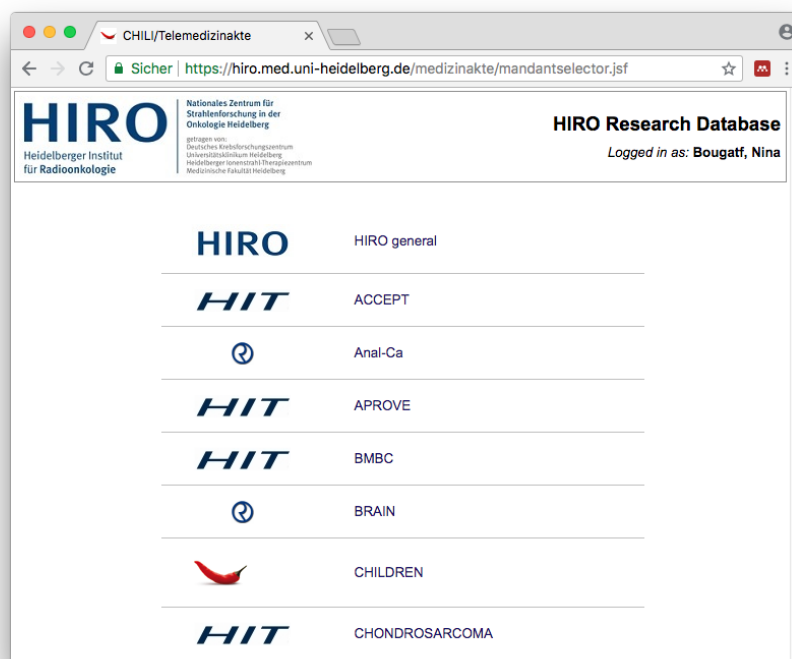 CHILI/Telemedizinakte
Sicher | https://hiro.med.uni-heidelberg.de/medizinakte/mandantselector.jsf
HIRO
Heidelberger Institut
für Radioonkologie
Nationales Zentrum für
Strahlenforschung in der
Onkologie Heidelberg
getragen von:
Deutsches Krebsforschungszentrum
Universitätsklinikum Heidelberg
Heidelberger Ionenstrahl-Therapiezentrum
Medizinische Fakultät Heidelberg
HIRO Research Database
Logged in as: Bougatf, Nina
HIRO HIRO general
HIT ACCEPT
Anal-Ca
HIT APROVE
HIT BMBC
BRAIN
CHILDREN
HIT CHONDROSARCOMA